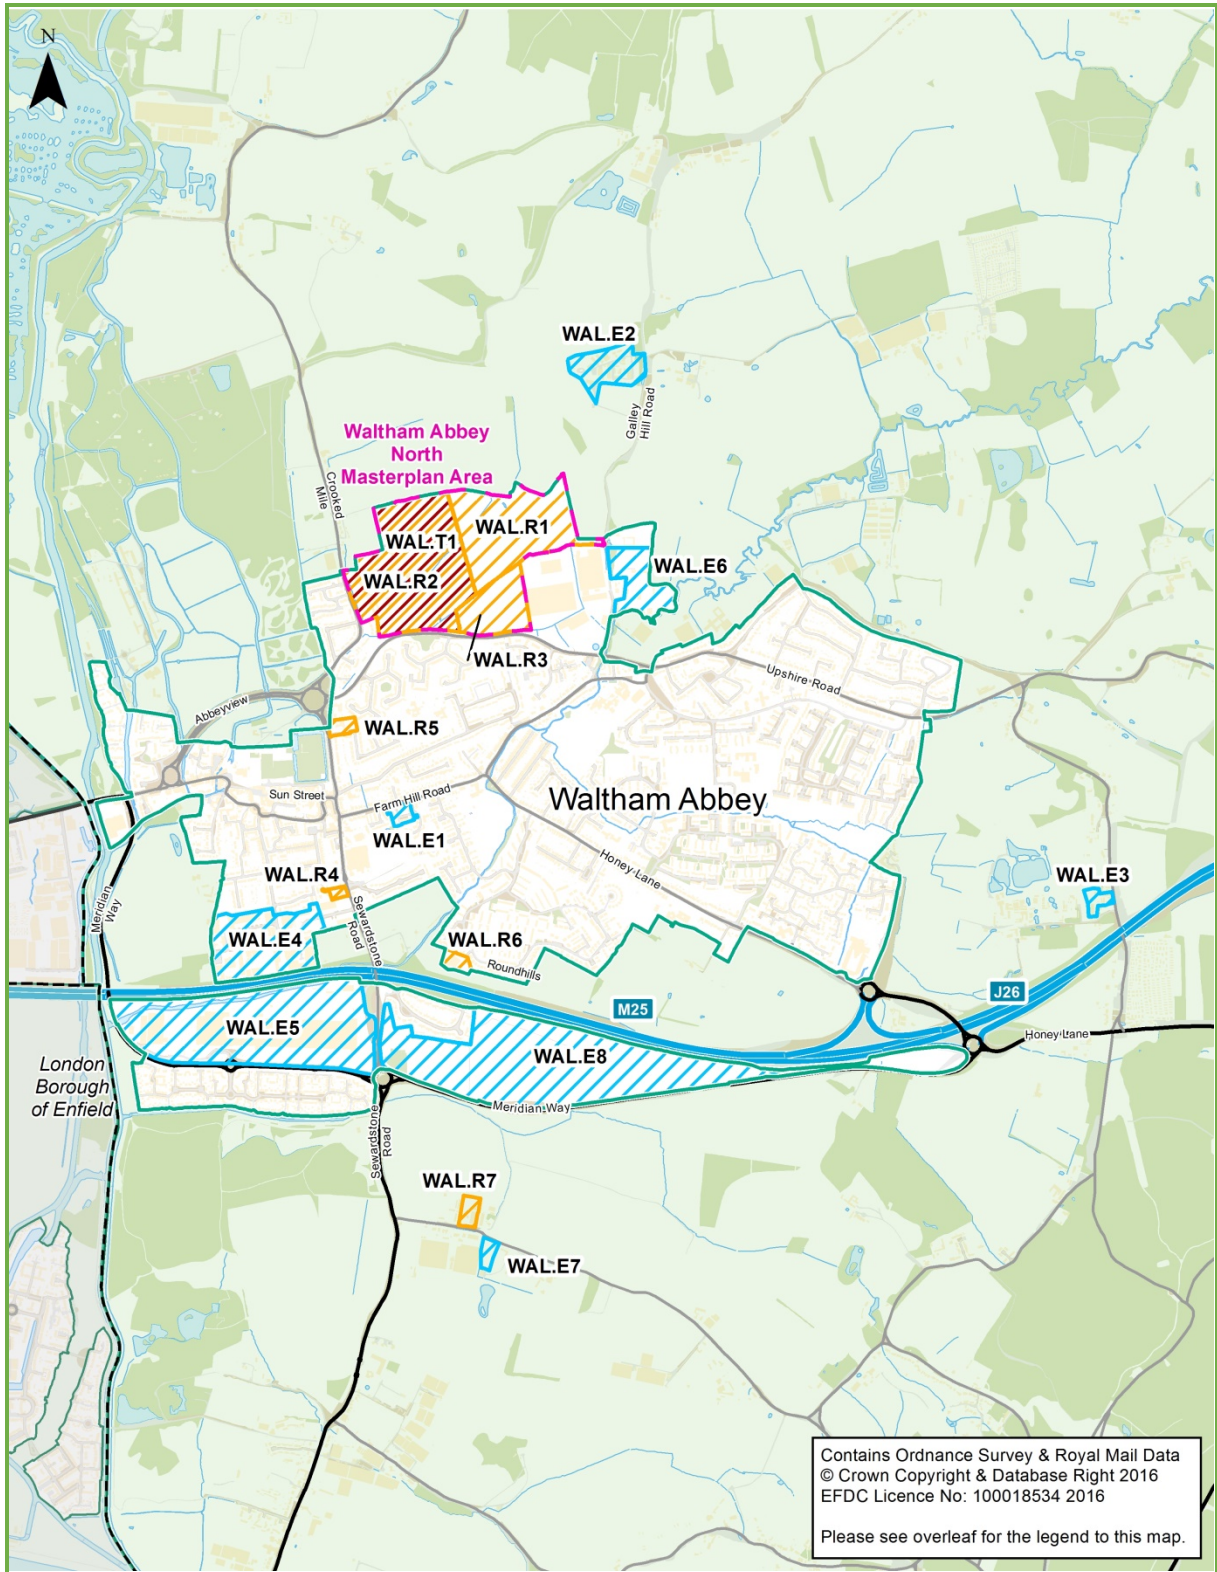 N
WAL.E2
Galley
Hill Road
Waltham Abbey
North
Masterplan Area
Crooked
Mile
WAL.R1
WAL.T1
WAL.R2
WAL.E6
WAL.R3
Upshire Road
Abbeyview
WAL.R5
Sun Street
Farm Hill Road
Waltham Abbey
WAL.E1
Honey Lane
WAL.R4
WAL.E3
Meridian
Way
Sewardstone
Road
WAL.E4
WAL.R6
Roundhills
J26
M25
WAL.E5
Honey Lane
WAL.E8
London
Borough
of Enfield
Meridian Way
Sewardstone
Road
WAL.R7
WAL.E7
Contains Ordnance Survey & Royal Mail Data
© Crown Copyright & Database Right 2016
EFDC Licence No: 100018534 2016
Please see overleaf for the legend to this map.